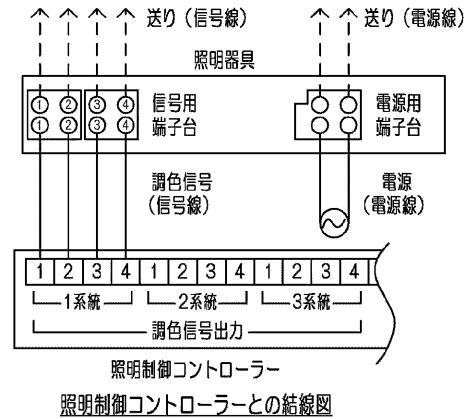 送り（信号線）
送り（電源線）
照明器具
① ② ③ ④
① ② ③ ④
信号用
端子台
電源用
端子台
調色信号
（信号線）
電源
（電源線）
1 2 3 4 1 2 3 4 1 2 3 4
1系統
2系統
3系統
調色信号出力
照明制御コントローラー
照明制御コントローラーとの結線図